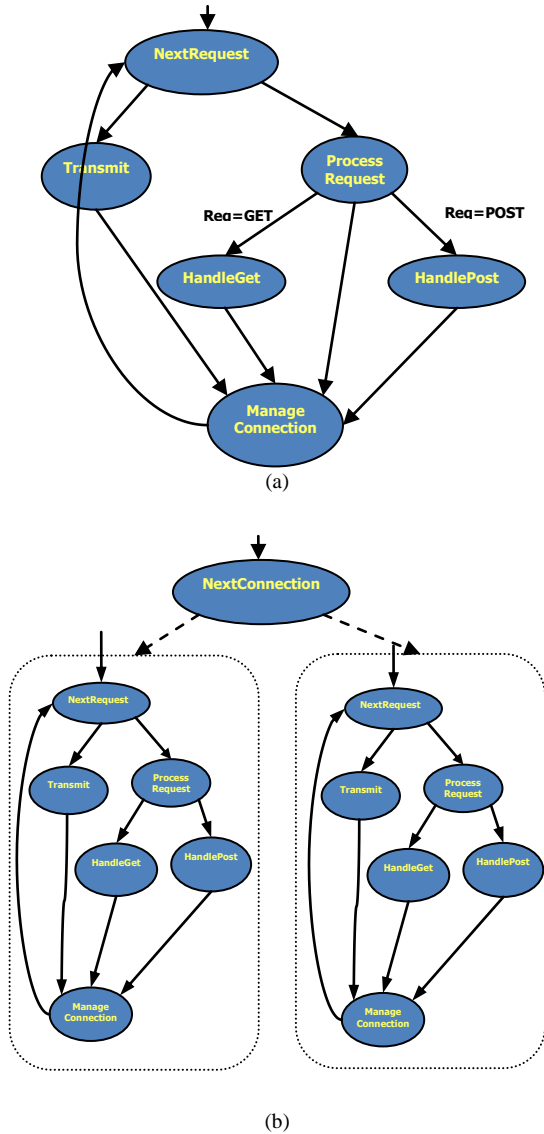 NextRequest
Transmit
Process
Request
Req=GET
Req=POST
HandleGet
HandlePost
Manage
Connection
(a)
NextConnection
NextRequest
Transmit
Process
Request
HandleGet
HandlePost
Manage
Connection
NextRequest
Transmit
Process
Request
HandleGet
HandlePost
Manage
Connection
(b)